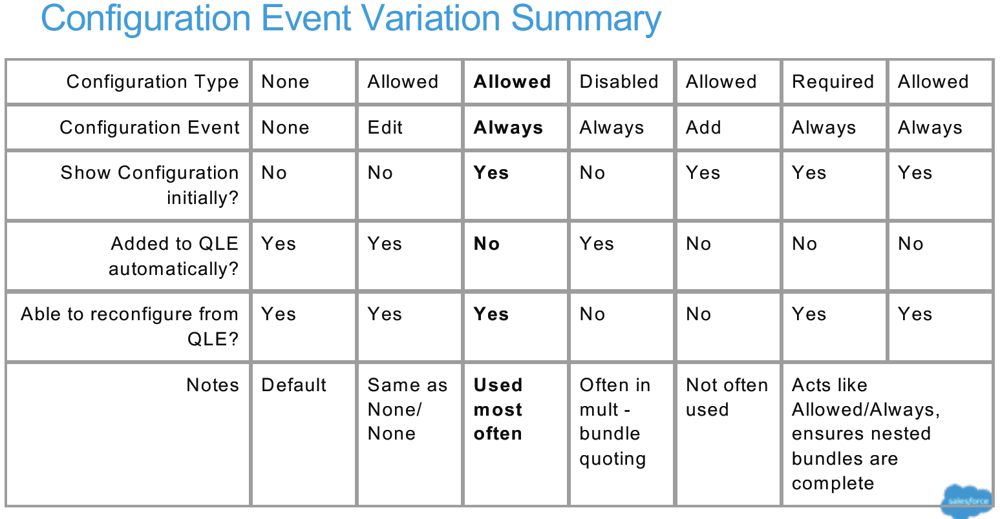 Configuration Event Variation Summary
Configuration Type None Allowed Allowed Disabled Allowed Required Allowed
Configuration Event None Edit Always Always Add Always Always
Show Configuration initially? No No Yes No Yes Yes Yes
Added to QLE automatically? Yes Yes No Yes No No No
Able to reconfigure from QLE? Yes Yes Yes No No Yes Yes
Notes Default Same as None/ None Used most often Often in mult - bundle quoting Not often used Acts like Allowed/Always, ensures nested bundles are complete
salesforce